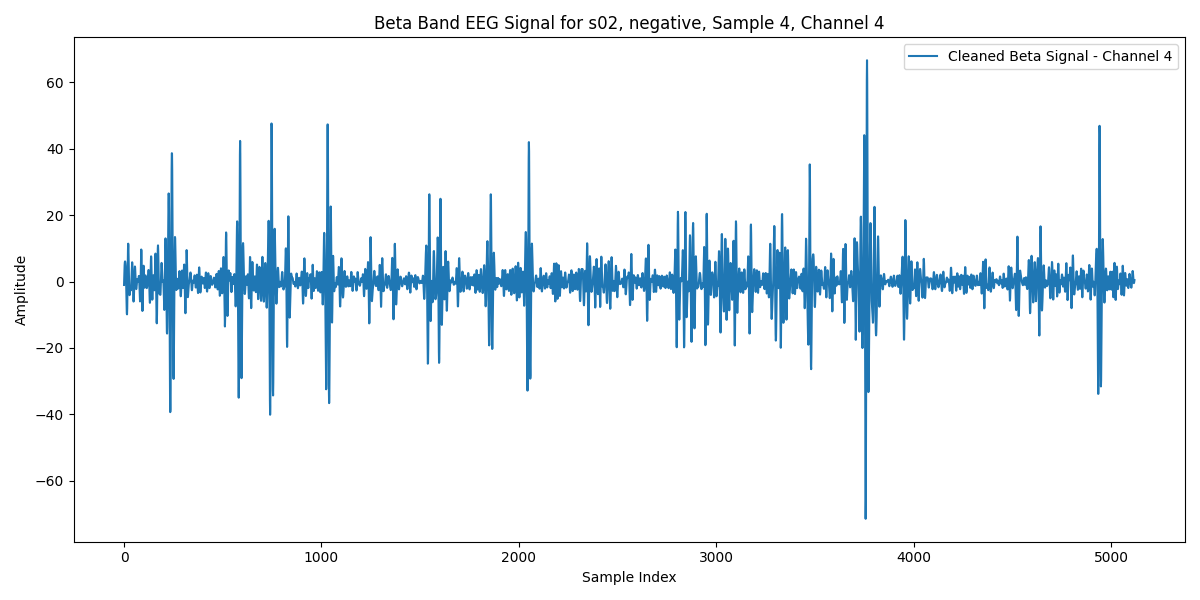 Beta Band EEG Signal for s02, negative, Sample 4, Channel 4
Cleaned Beta Signal - Channel 4
Amplitude
60
40
20
0
−20
−40
−60
0 1000 2000 3000 4000 5000
Sample Index